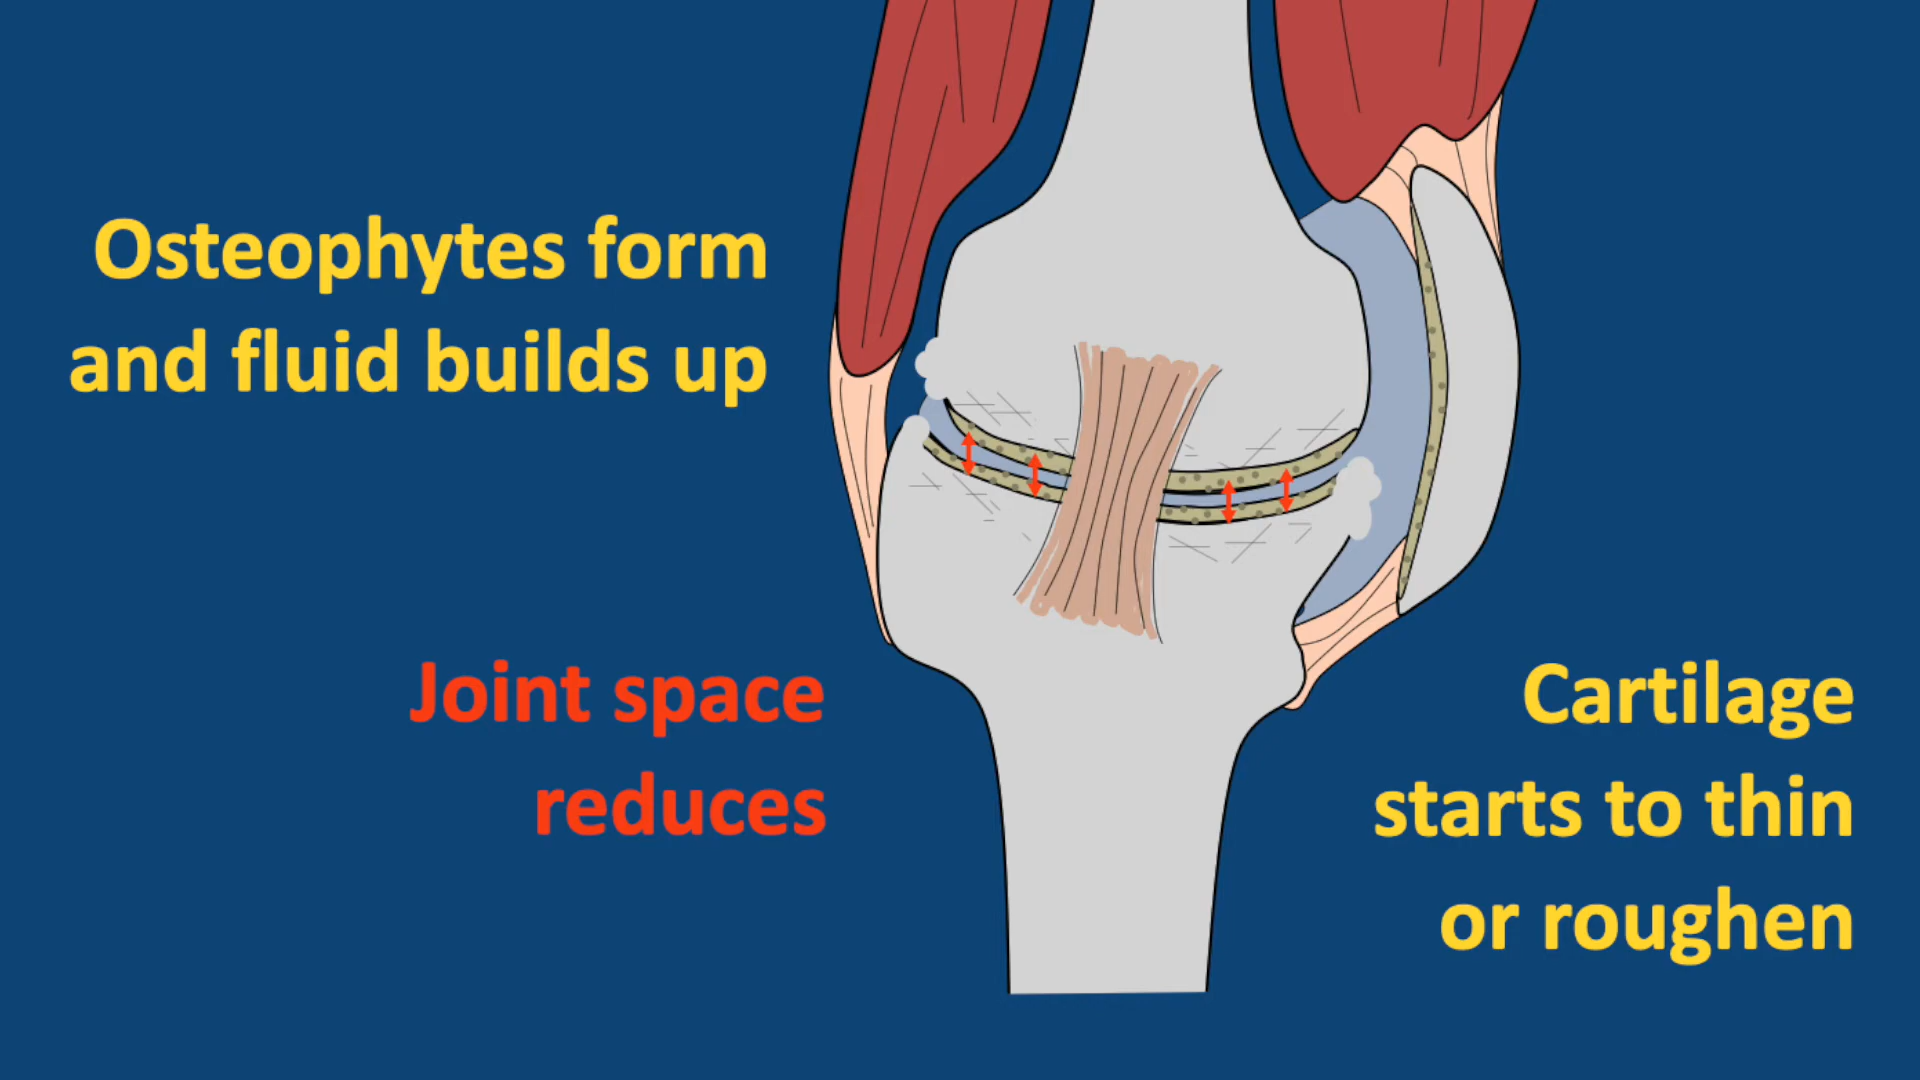 Osteophytes form
and fluid builds up
Joint space
reduces
Cartilage
starts to thin
or roughen